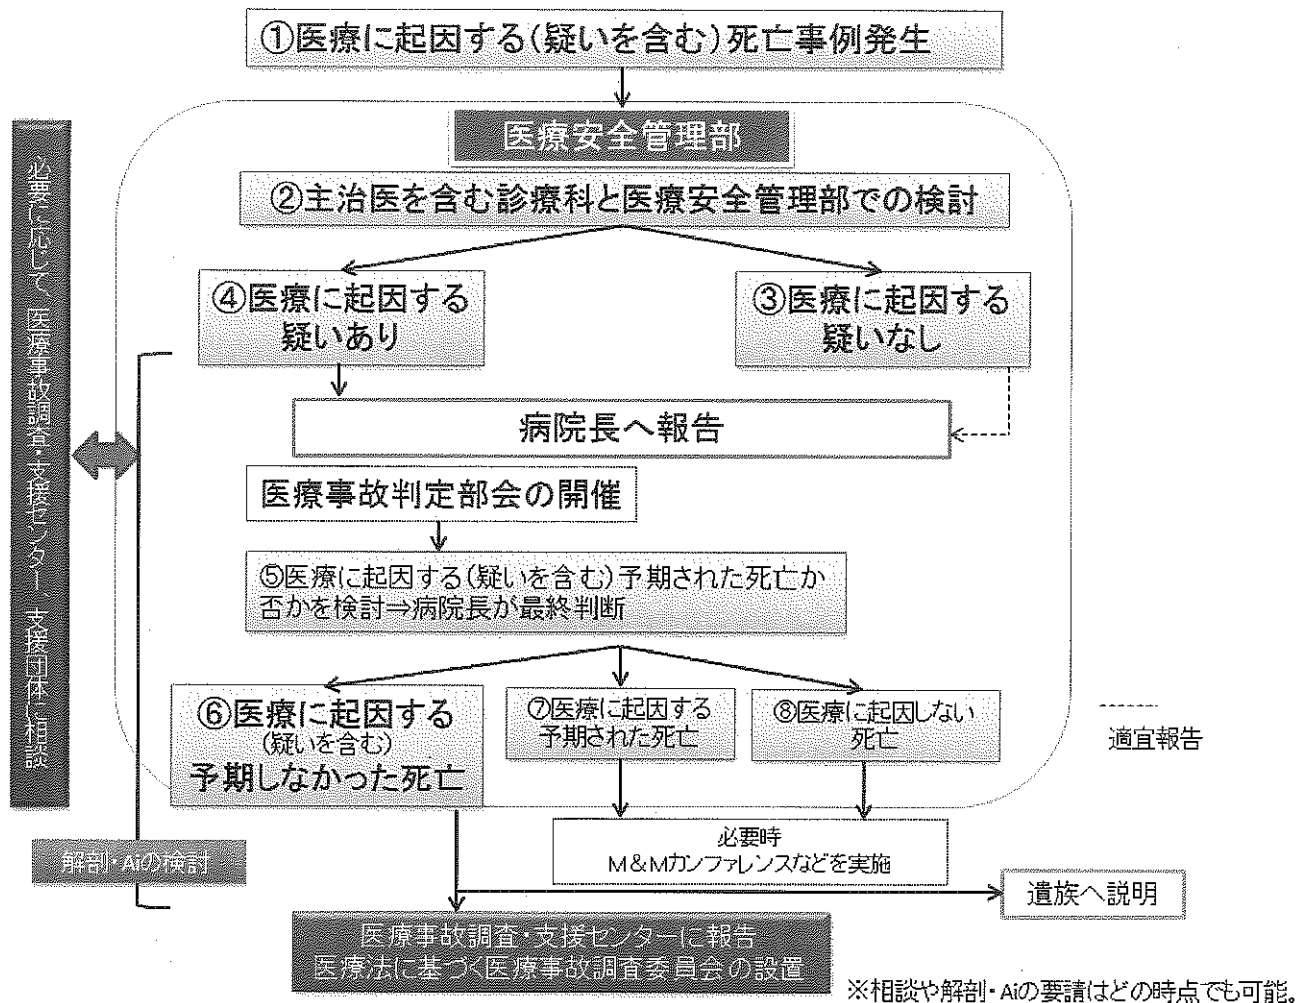 ①医療に起因する(疑いを含む)死亡事例発生
医療安全管理部
②主治医を含む診療科と医療安全管理部での検討
④医療に起因する
疑いあり
③医療に起因する
疑いなし
病院長へ報告
必要に応じて、医療事故調査・支援センター、支援団体に相談
医療事故判定部会の開催
⑤医療に起因する(疑いを含む)予期された死亡か
否かを検討⇒病院長が最終判断
⑥医療に起因する
(疑いを含む)
予期しなかった死亡
⑦医療に起因する
予期された死亡
⑧医療に起因しない
死亡
適宜報告
必要時
M&Mカンファレンスなどを実施
解剖・Aiの検討
遺族へ説明
医療事故調査・支援センターに報告
医療法に基づく医療事故調査委員会の設置
※相談や解剖・Aiの要請はどの時点でも可能。